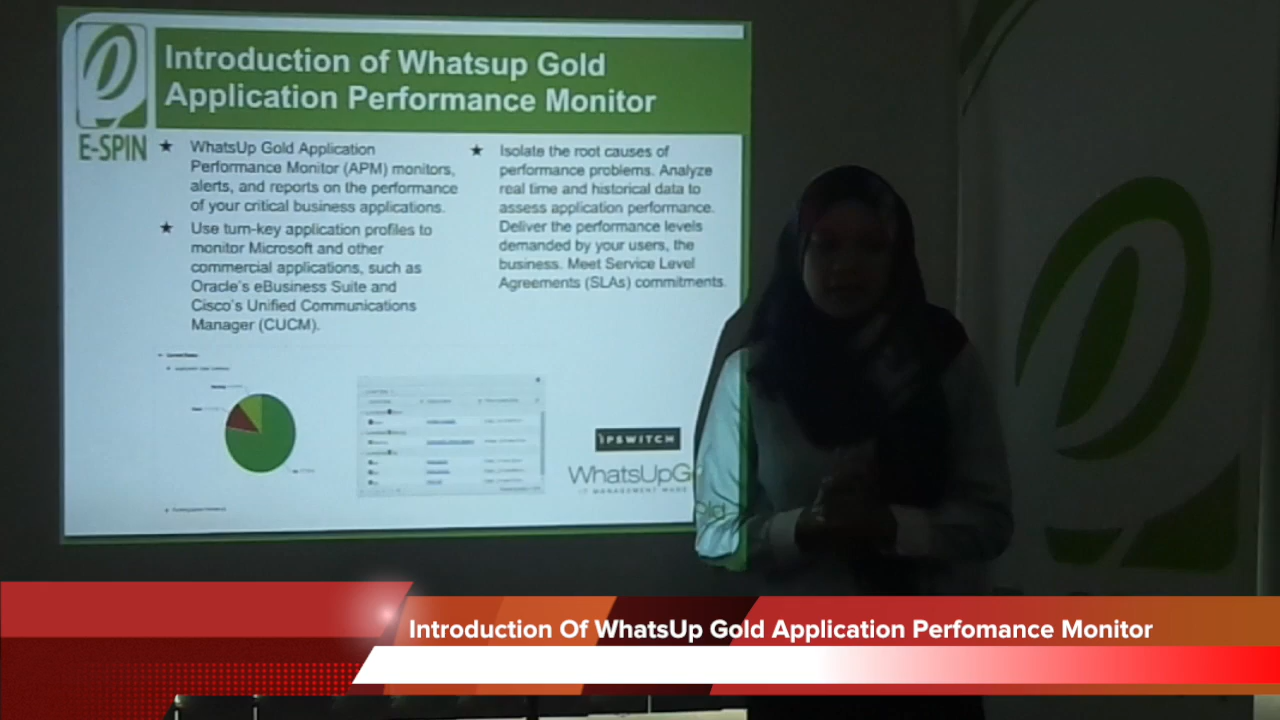 Introduction of Whatsup Gold
Application Performance Monitor
E-SPIN
WhatsUp Gold Application
Performance Monitor (APM) monitors,
alerts, and reports on the performance
of your critical business applications.
Use turn-key application profiles to
monitor Microsoft and other
commercial applications, such as
Oracle's eBusiness Suite and
Cisco's Unified Communications
Manager (CUCM).
Isolate the root causes of
performance problems. Analyze
real time and historical data to
assess application performance.
Deliver the performance levels
demanded by your users, the
business. Meet Service Level
Agreements (SLAs) commitments.
IPSWITCH
WhatsUpGold
Introduction Of WhatsUp Gold Application Perfomance Monitor